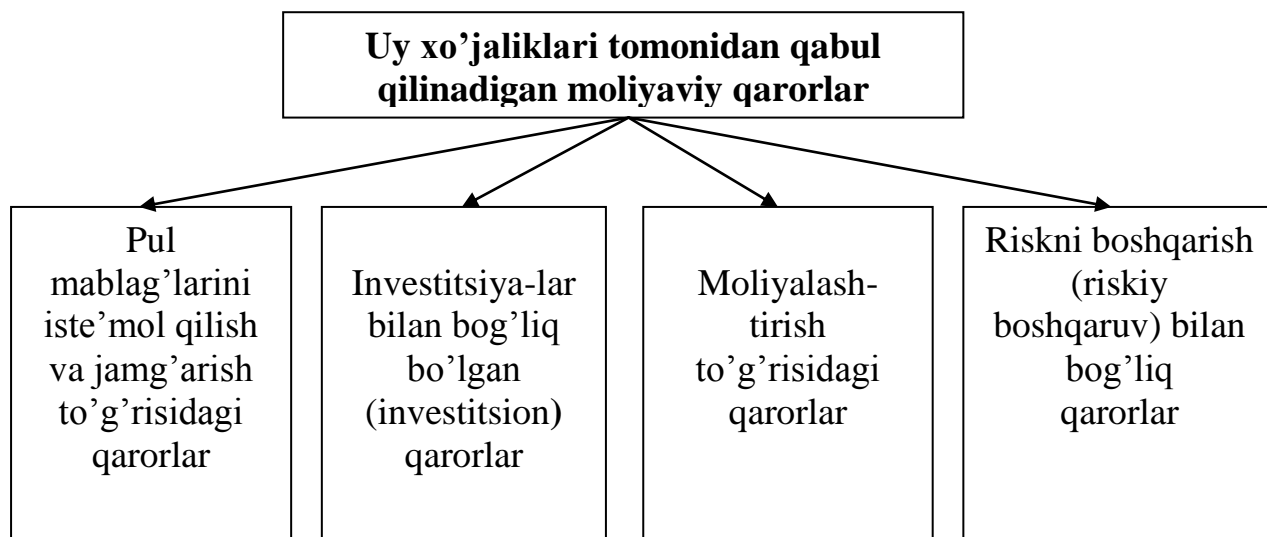 Uy xo’jaliklari tomonidan qabul
qilinadigan moliyaviy qarorlar
Pul
mablag’larini
iste’mol qilish
va jamg’arish
to’g’risidagi
qarorlar
Investitsiya-lar
bilan bog’liq
bo’lgan
(investitsion)
qarorlar
Moliyalash-
tirish
to’g’risidagi
qarorlar
Riskni boshqarish
(riskiy
boshqaruv) bilan
bog’liq
qarorlar